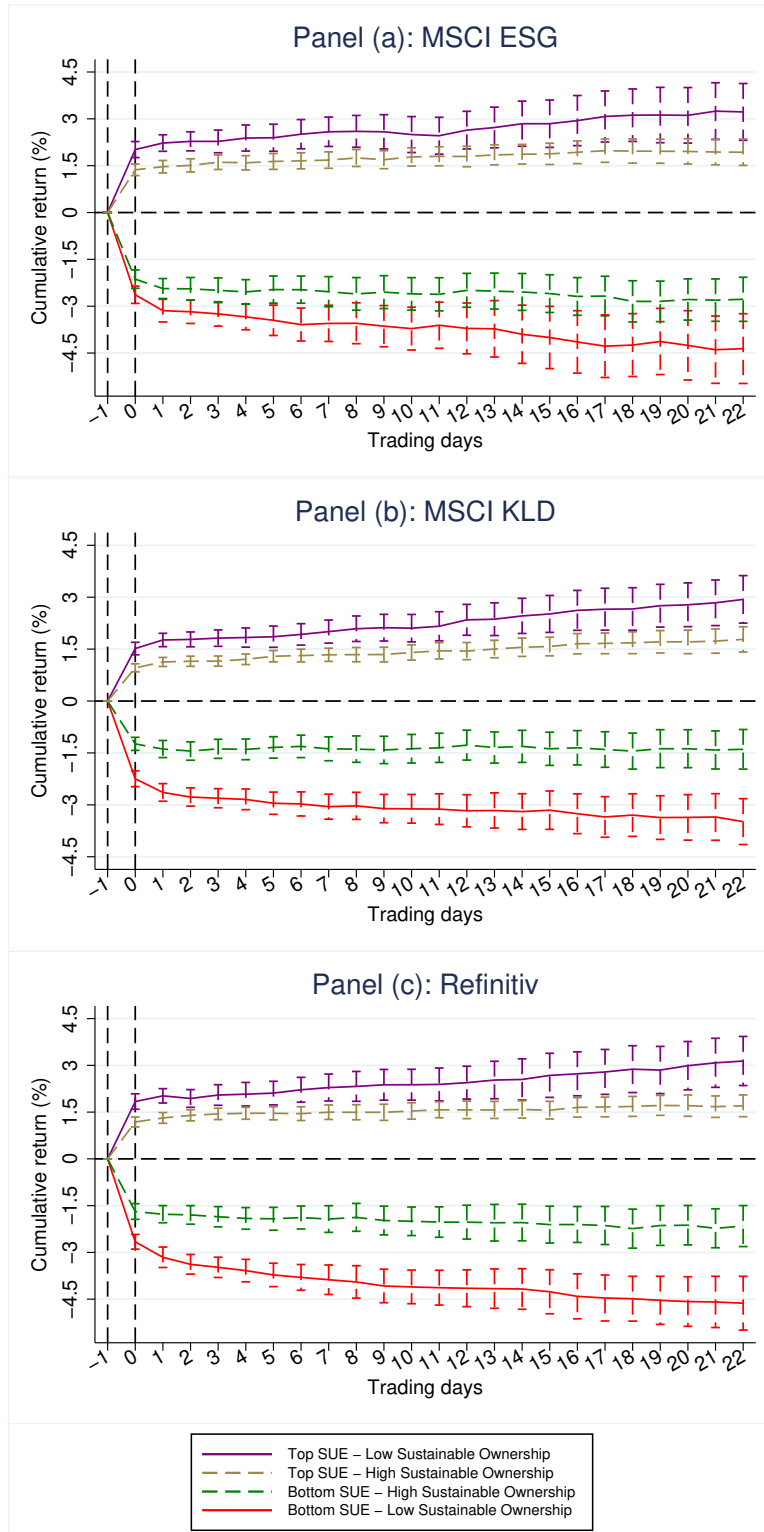 Panel (a): MSCI ESG
Cumulative return (%)
4.5
3
1.5
0
−1.5
−3
−4.5
−1 0 1 2 3 4 5 6 7 8 9 10 11 12 13 14 15 16 17 18 19 20 21 22
Trading days
Panel (b): MSCI KLD
Cumulative return (%)
4.5
3
1.5
0
−1.5
−3
−4.5
−1 0 1 2 3 4 5 6 7 8 9 10 11 12 13 14 15 16 17 18 19 20 21 22
Trading days
Panel (c): Refinitiv
Cumulative return (%)
4.5
3
1.5
0
−1.5
−3
−4.5
−1 0 1 2 3 4 5 6 7 8 9 10 11 12 13 14 15 16 17 18 19 20 21 22
Trading days
Top SUE − Low Sustainable Ownership
Top SUE − High Sustainable Ownership
Bottom SUE − High Sustainable Ownership
Bottom SUE − Low Sustainable Ownership